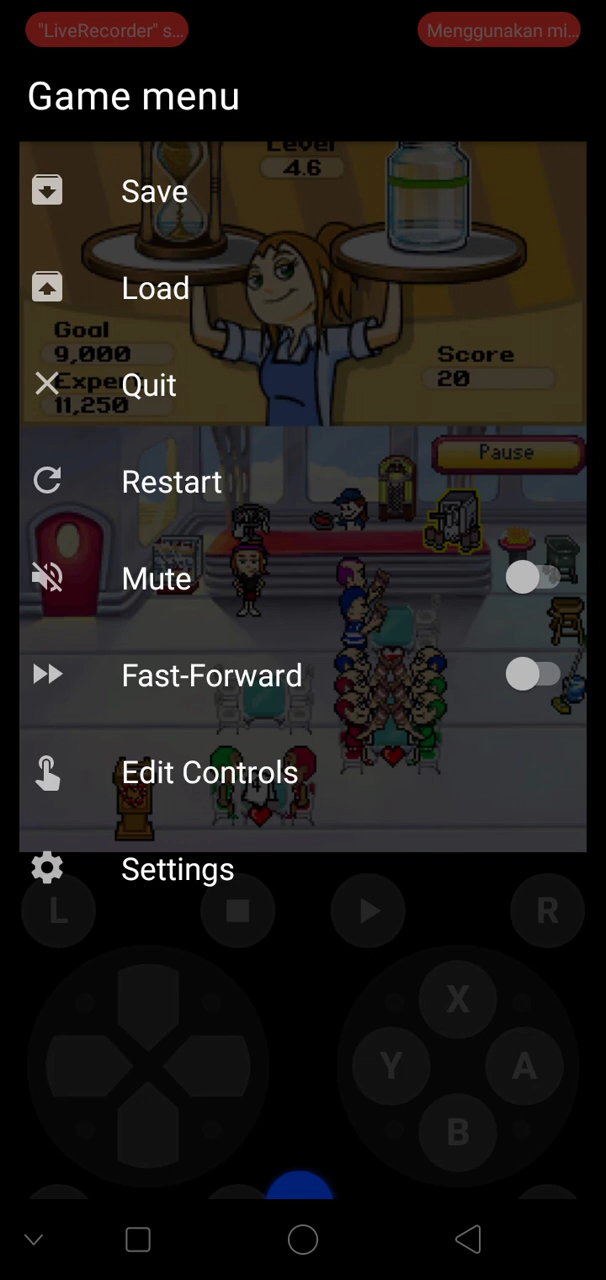 "LiveRecorder" s...
Menggunakan mi...
Game menu
Level
4.6
Save
Load
Goal
9,000
Score
20
Quit
11,250
Pause
Restart
Mute
Fast-Forward
Edit Controls
Settings
L
R
X
Y
A
B